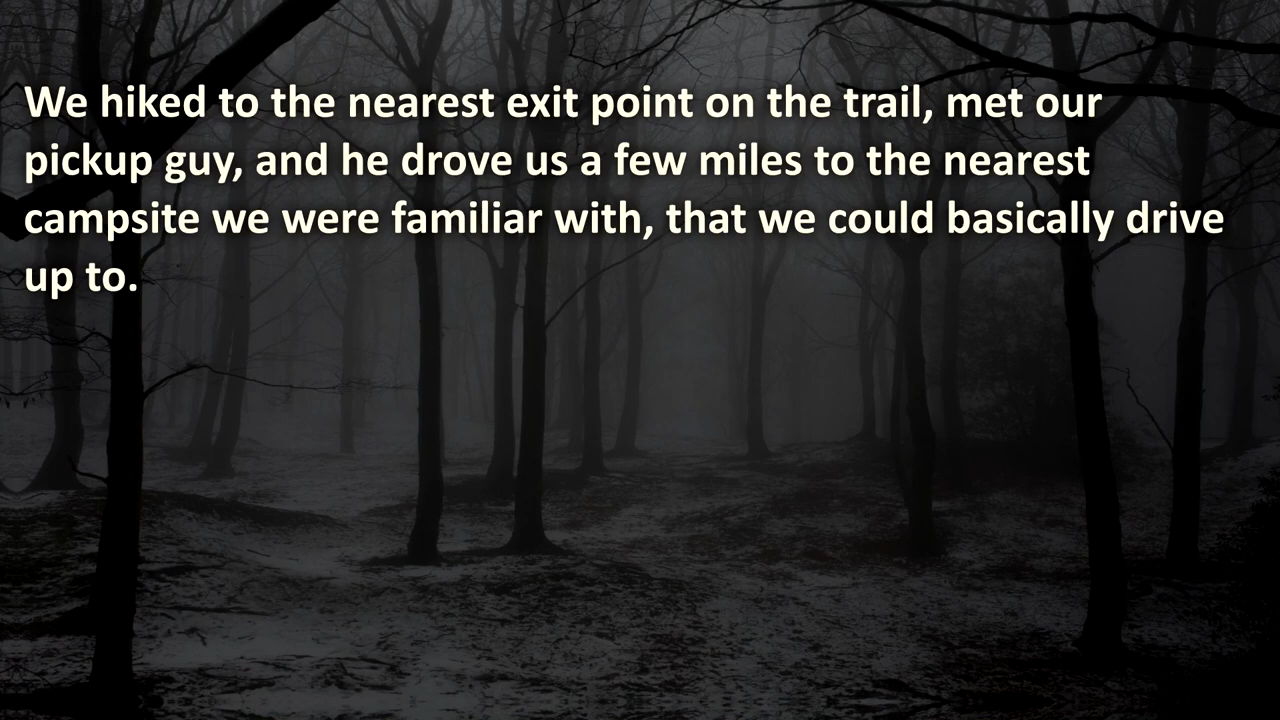 We hiked to the nearest exit point on the trail, met our
pickup guy, and he drove us a few miles to the nearest
campsite we were familiar with, that we could basically drive
up to.